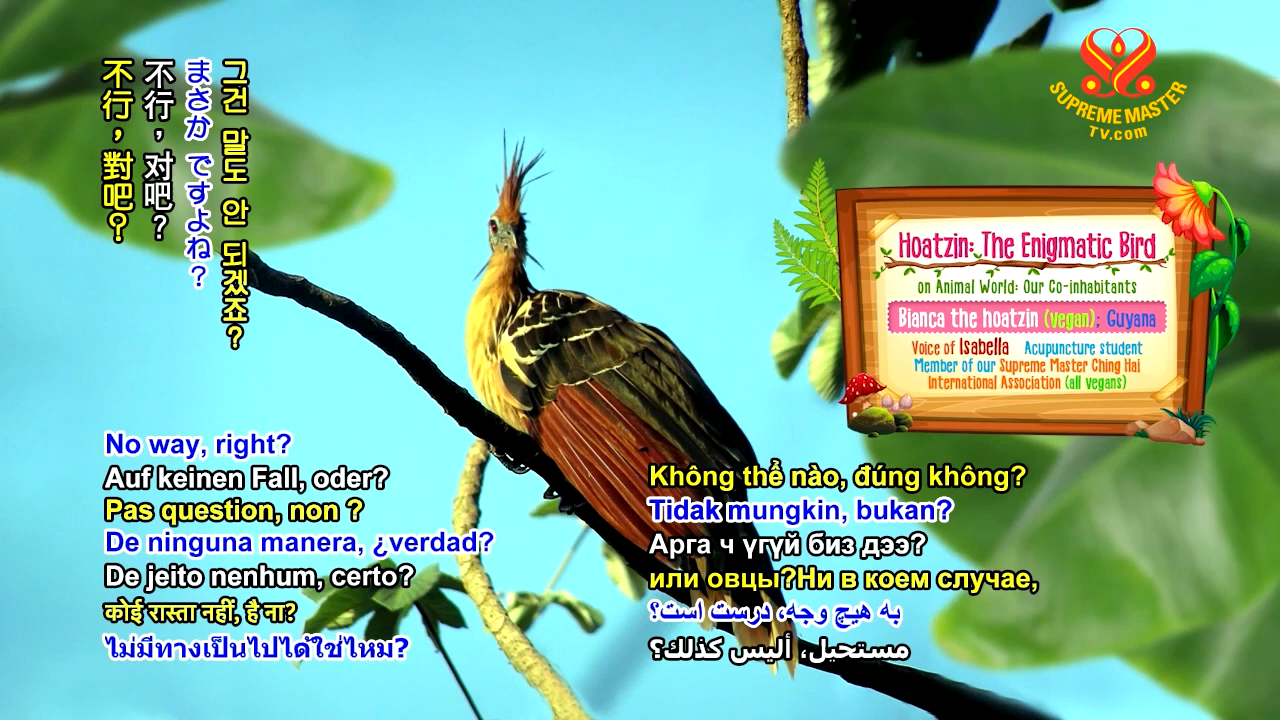 不行，對吧？
不行，对吧？
まさか ですよね？
그건 말도 안 되겠죠?
SUPREME MASTER
TV.com
Hoatzin: The Enigmatic Bird
on Animal World: Our Co-inhabitants
Bianca the hoatzin (vegan); Guyana
Voice of Isabella Acupuncture student
Member of our Supreme Master Ching Hai
International Association (all vegans)
No way, right?
Auf keinen Fall, oder?
Pas question, non ?
De ninguna manera, ¿verdad?
De jeito nenhum, certo?
कोई रास्ता नहीं, है ना?
ไม่มีทางเป็นไปได้ใช่ไหม?
Không thể nào, đúng không?
Tidak mungkin, bukan?
Арга ч үгүй биз дээ?
или овцы?Ни в коем случае,
به هیچ وجه، درست است؟
مستحيل، أليس كذلك؟